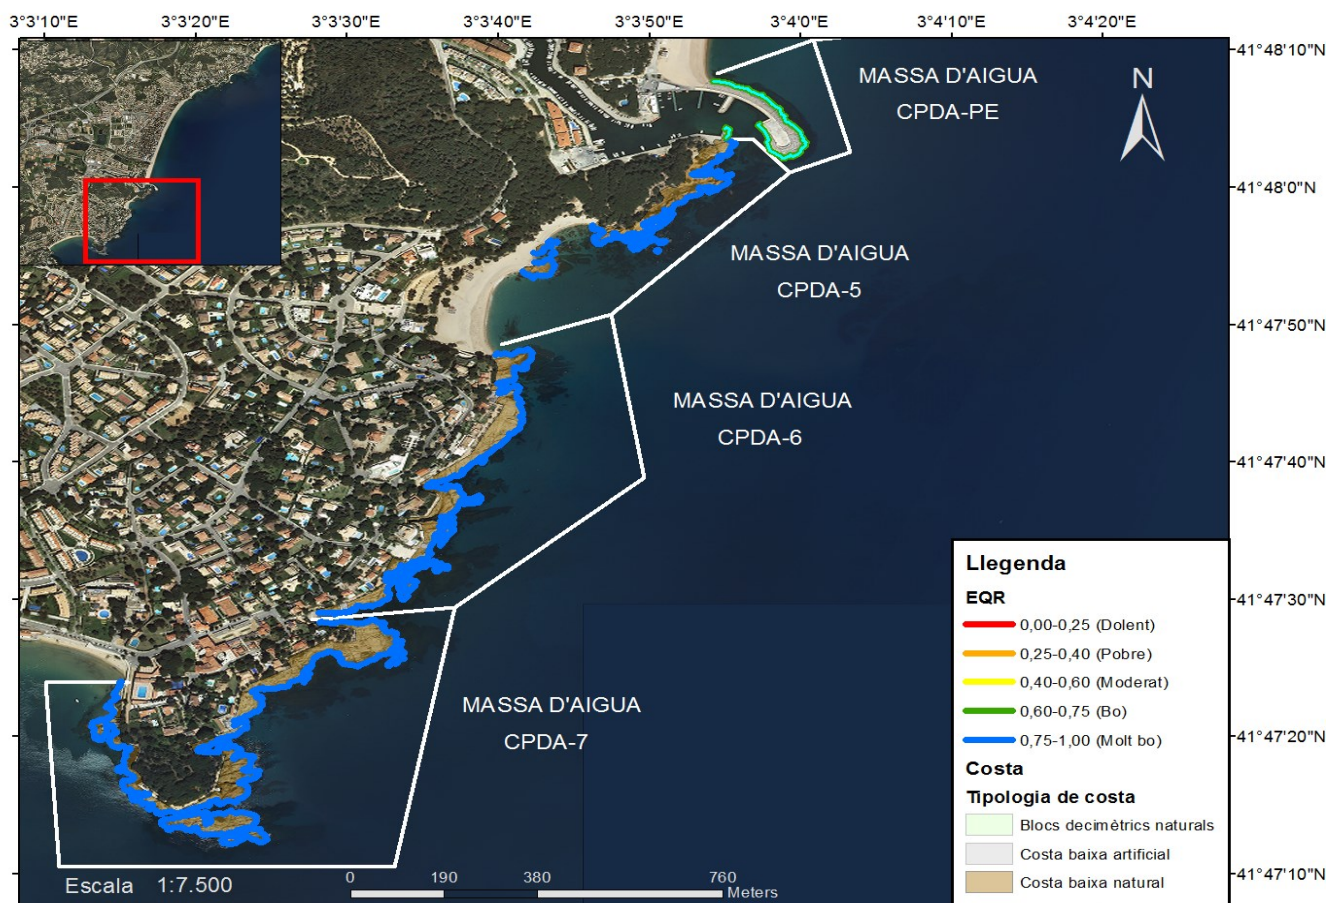 3°3'10"E 3°3'20"E 3°3'30"E 3°3'40"E 3°3'50"E 3°4'0"E 3°4'10"E 3°4'20"E
41°48'10"N
MASSA D'AIGUA
CPDA-PE
N
41°48'0"N
MASSA D'AIGUA
CPDA-5
41°47'50"N
MASSA D'AIGUA
CPDA-6
41°47'40"N
Llegenda
EQR
41°47'30"N
0,00-0,25 (Dolent)
0,25-0,40 (Pobre)
0,40-0,60 (Moderat)
0,60-0,75 (Bo)
0,75-1,00 (Molt bo)
MASSA D'AIGUA
CPDA-7
41°47'20"N
Costa
Tipologia de costa
Blocs decimètrics naturals
Costa baixa artificial
Costa baixa natural
41°47'10"N
Escala 1:7.500
0 190 380 760
Meters